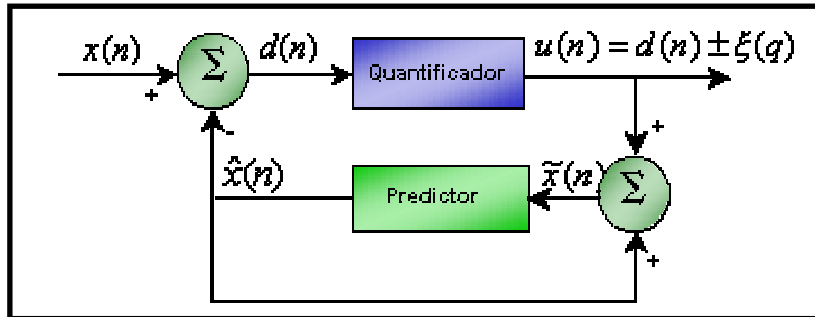 x(n)
Σ
d(n)
Quantificador
u(n) = d(n) ± ξ(q)
+
-
+
x̂(n)
Predictor
x̃(n)
Σ
+